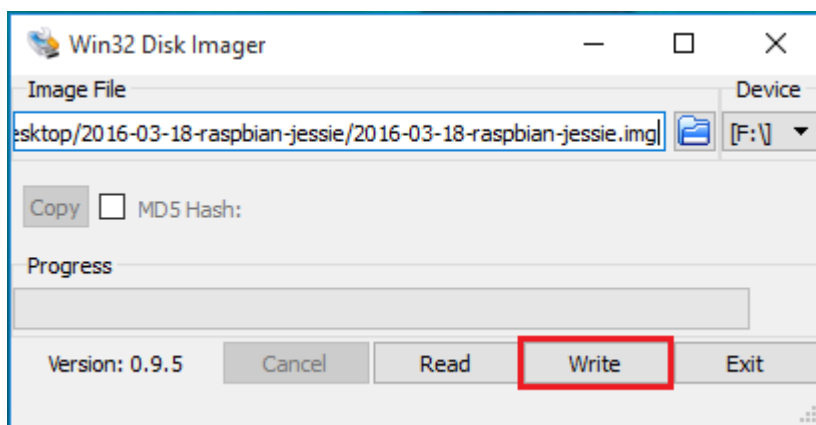 Win32 Disk Imager
Image File
Device
esktop/2016-03-18-raspbian-jessie/2016-03-18-raspbian-jessie.img
[F:\]
Copy
MD5 Hash:
Progress
Version: 0.9.5
Cancel
Read
Write
Exit